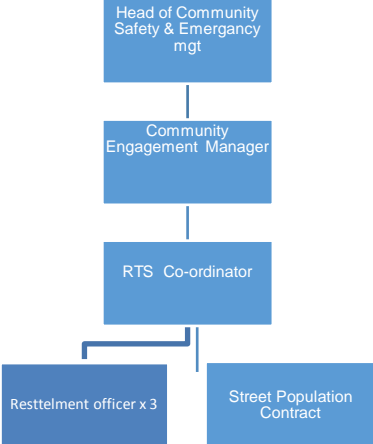 Head of Community
Safety & Emergancy
mgt
Community
Engagement Manager
RTS Co-ordinator
Resttelment officer x 3
Street Population
Contract